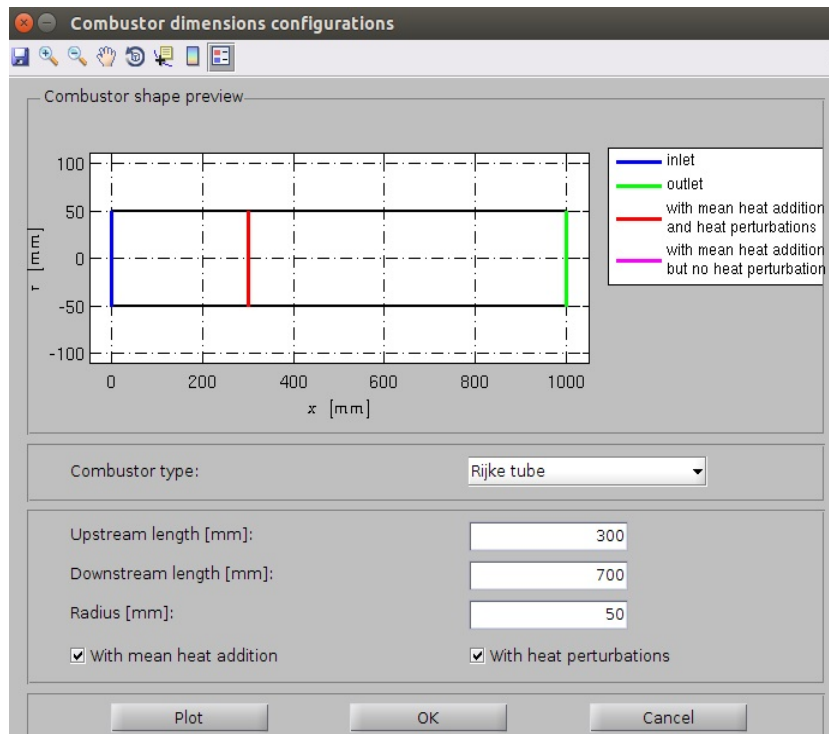 Combustor dimensions configurations
Combustor shape preview
100
50
0
-50
-100
r [mm]
0 200 400 600 800 1000
x [mm]
inlet
outlet
with mean heat addition
and heat perturbations
with mean heat addition
but no heat perturbation
Combustor type: Rijke tube
Upstream length [mm]: 300
Downstream length [mm]: 700
Radius [mm]: 50
With mean heat addition With heat perturbations
Plot OK Cancel